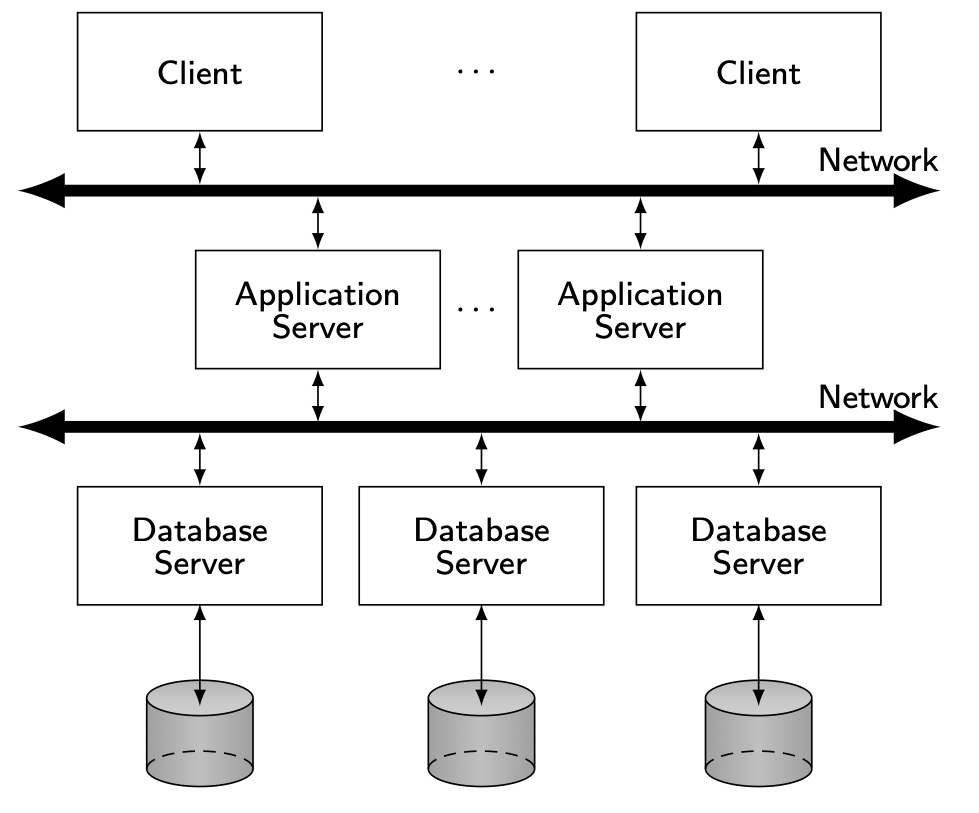 Client
...
Client
Network
Application
Server
...
Application
Server
Network
Database
Server
Database
Server
Database
Server